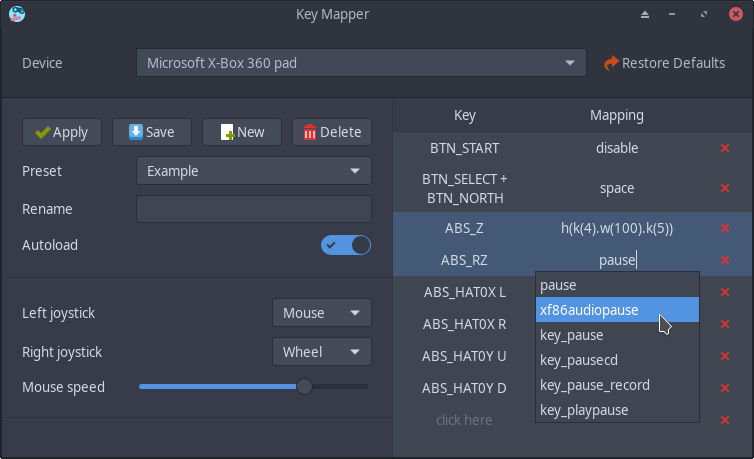 Key Mapper
Device
Microsoft X-Box 360 pad
Restore Defaults
Apply
Save
New
Delete
Preset
Example
Rename
Autoload
Left joystick
Mouse
Right joystick
Wheel
Mouse speed
Key Mapping
BTN_START disable
BTN_SELECT +
BTN_NORTH
space
ABS_Z h(k(4).w(100).k(5))
ABS_RZ pause
ABS_HAT0X L
ABS_HAT0X R
ABS_HAT0Y U
ABS_HAT0Y D
click here
pause
xf86audiopause
key_pause
key_pausecd
key_pause_record
key_playpause